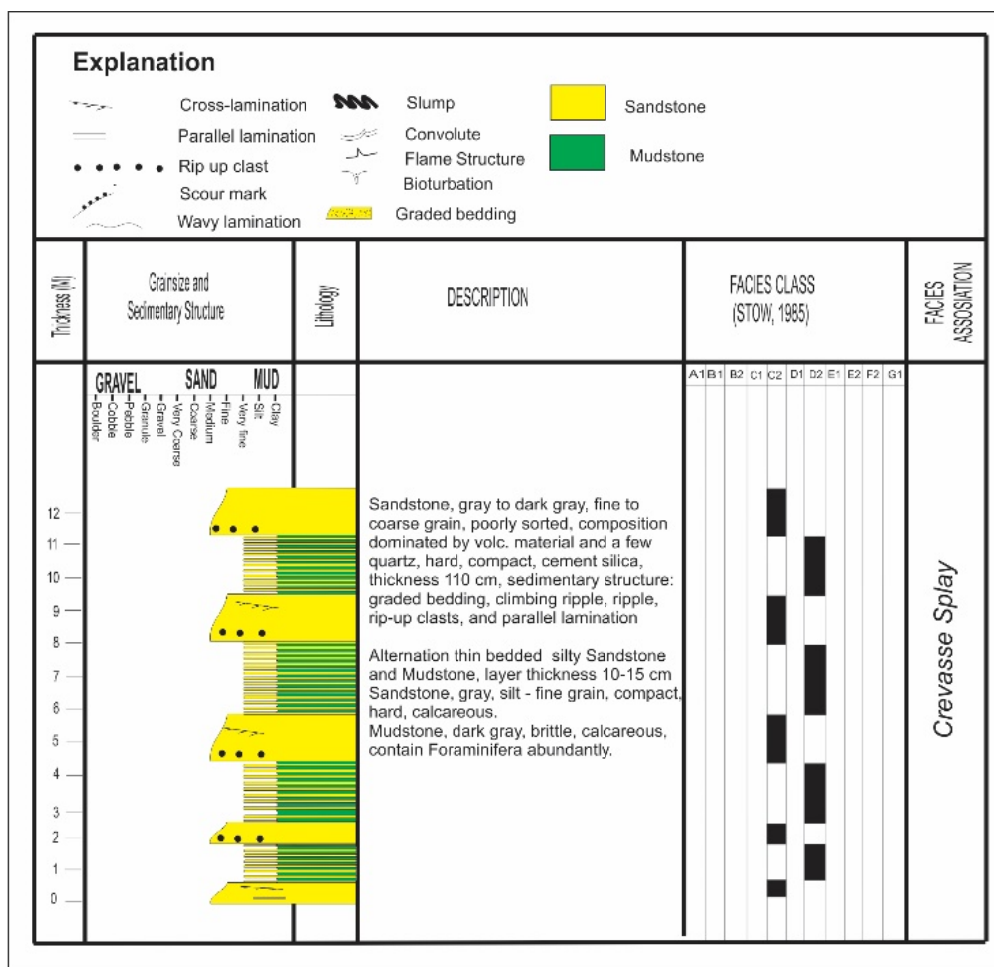 Explanation
Cross-lamination
Parallel lamination
Rip up clast
Scour mark
Wavy lamination
Slump
Convolute
Flame Structure
Bioturbation
Graded bedding
Sandstone
Mudstone
Thickness (M)
Grainsize and
Sedimentary Structure
Lithology
DESCRIPTION
FACIES CLASS
(STOW, 1985)
FACIES
ASSOSIATION
GRAVEL SAND MUD
Boulder
Cobble
Pebble
Granule
Gravel
Very Coarse
Coarse
Medium
Fine
Very fine
Silt
Clay
A1 B1 B2 C1 C2 D1 D2 E1 E2 F2 G1
12
11
10
9
8
7
6
5
4
3
2
1
0
Sandstone, gray to dark gray, fine to
coarse grain, poorly sorted, composition
dominated by volc. material and a few
quartz, hard, compact, cement silica,
thickness 110 cm, sedimentary structure:
graded bedding, climbing ripple, ripple,
rip-up clasts, and parallel lamination
Alternation thin bedded silty Sandstone
and Mudstone, layer thickness 10-15 cm
Sandstone, gray, silt - fine grain, compact,
hard, calcareous.
Mudstone, dark gray, brittle, calcareous,
contain Foraminifera abundantly.
Crevasse Splay